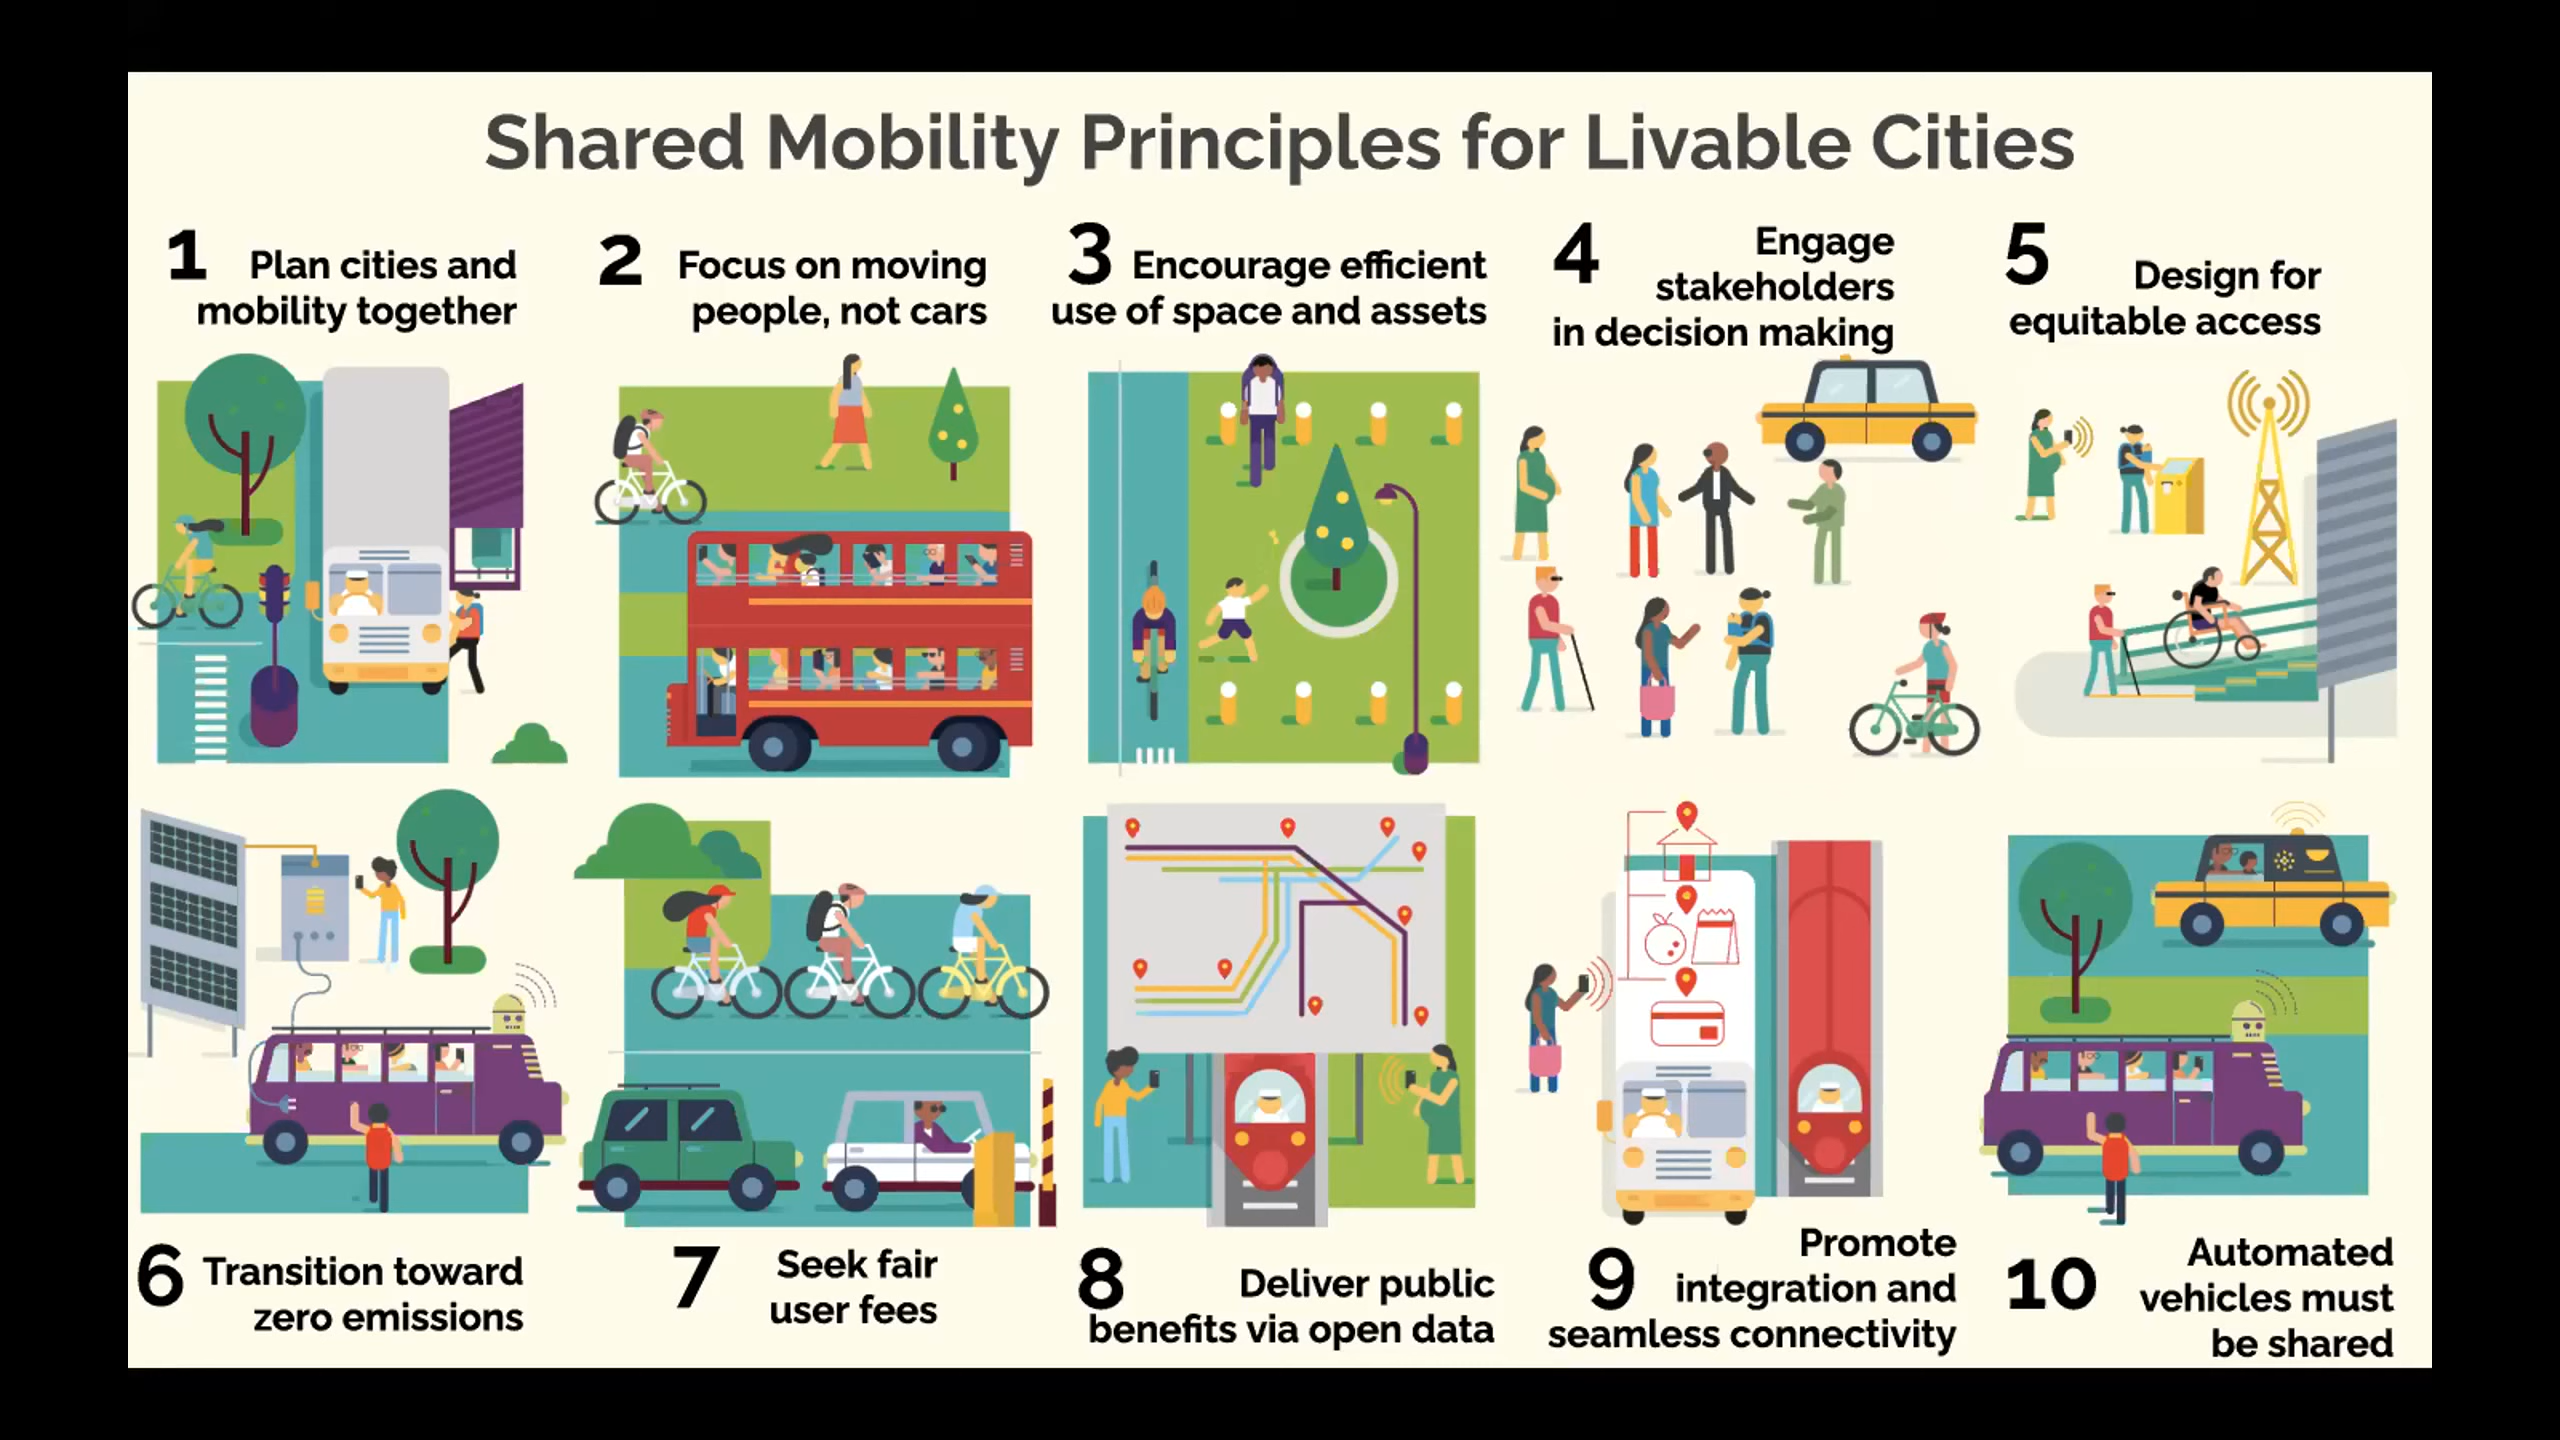 Shared Mobility Principles for Livable Cities
1 Plan cities and
mobility together
2 Focus on moving
people, not cars
3 Encourage efficient
use of space and assets
4 Engage
stakeholders
in decision making
5 Design for
equitable access
6 Transition toward
zero emissions
7 Seek fair
user fees
8 Deliver public
benefits via open data
9 Promote
integration and
seamless connectivity
10 Automated
vehicles must
be shared